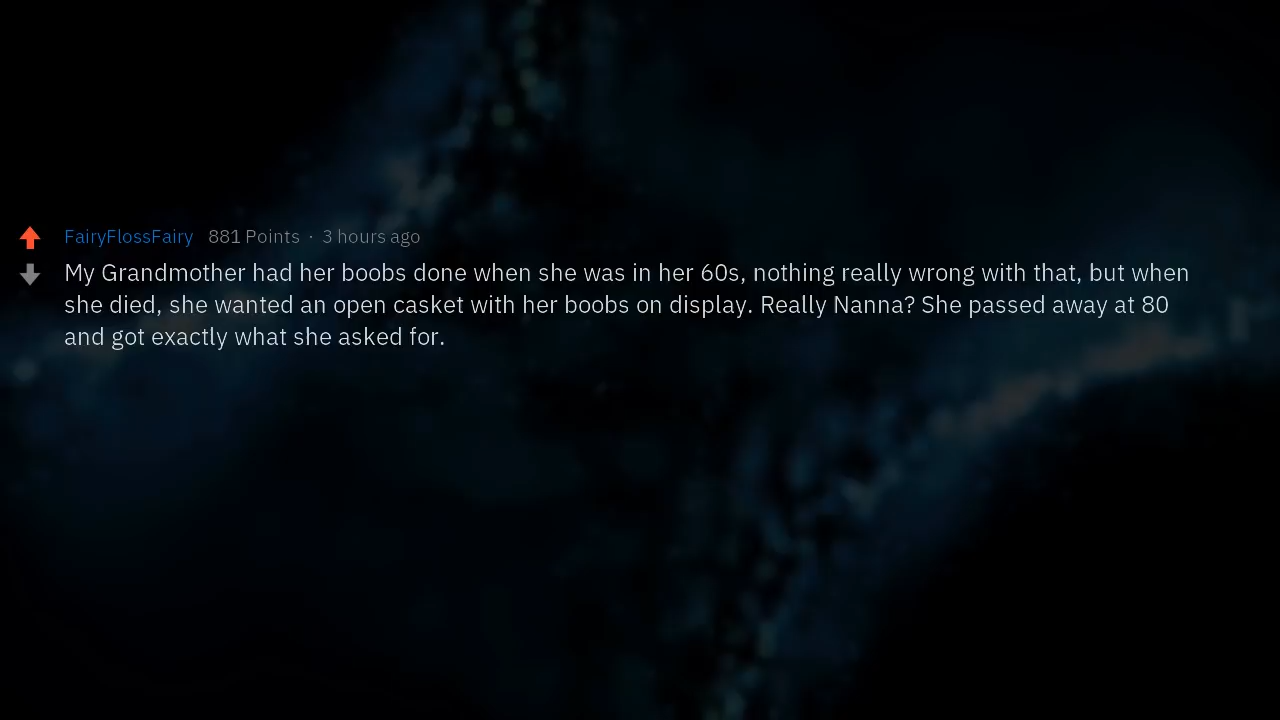 FairyFlossFairy 881 Points · 3 hours ago
My Grandmother had her boobs done when she was in her 60s, nothing really wrong with that, but when
she died, she wanted an open casket with her boobs on display. Really Nanna? She passed away at 80
and got exactly what she asked for.